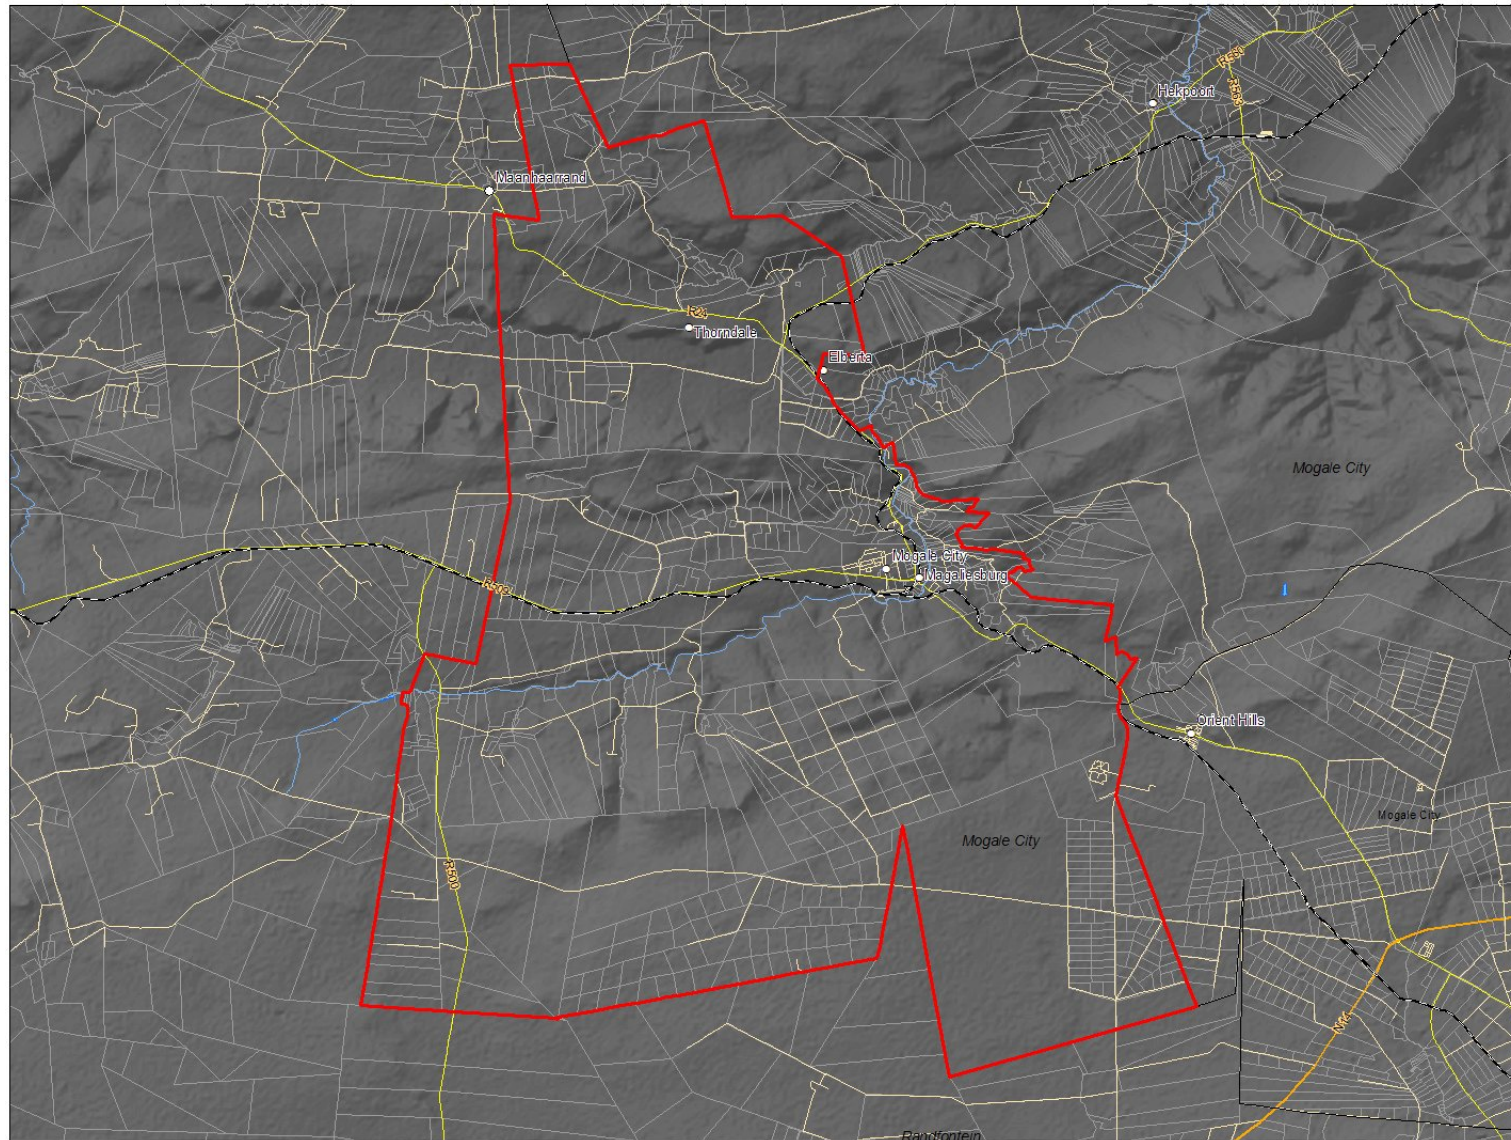 R560
Hekpoort
R563
Maanhaarrand
R24
Thorndale
Elberta
Mogale City
Mogale City
Magaliesburg
R509
Orient Hills
Mogale City
Mogale City
R500
N14
Randfontein